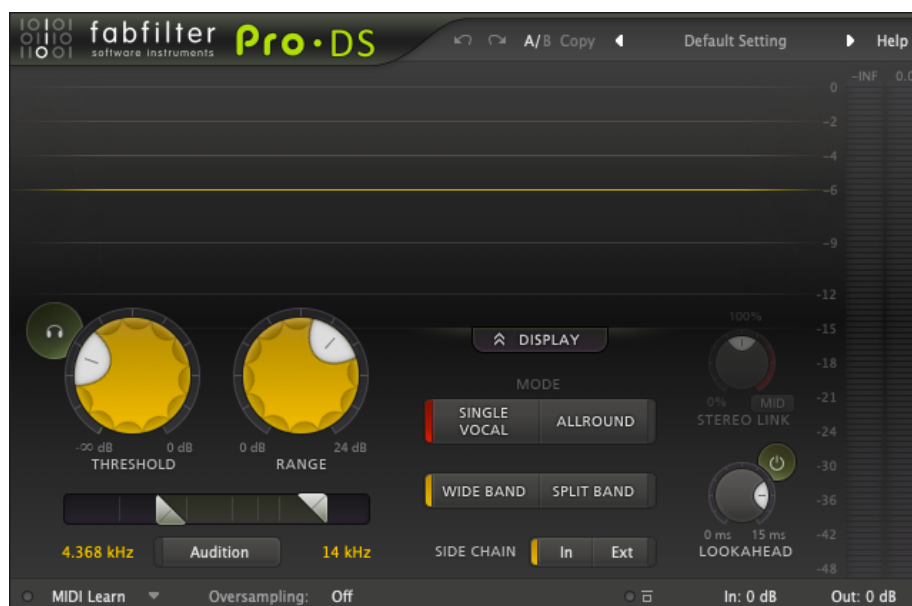 fabfilter
software instruments
Pro·DS
A/B Copy
Default Setting
Help
-INF 0.0
0
-2
-4
-6
-9
-12
-15
-18
-21
-24
-30
-36
-42
-48
DISPLAY
-∞ dB 0 dB
THRESHOLD
0 dB 24 dB
RANGE
MODE
SINGLE
VOCAL
ALLROUND
100%
0% MID
STEREO LINK
WIDE BAND SPLIT BAND
0 ms 15 ms
LOOKAHEAD
4.368 kHz Audition 14 kHz
SIDE CHAIN In Ext
MIDI Learn Oversampling: Off In: 0 dB Out: 0 dB